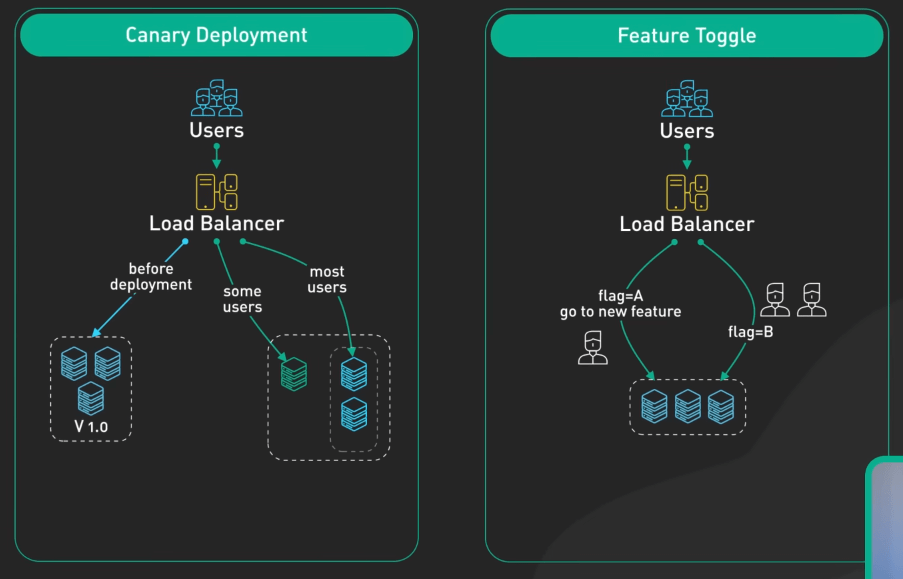 Canary Deployment
Users
Load Balancer
before
deployment
some
users
most
users
V 1.0
Feature Toggle
Users
Load Balancer
flag=A
go to new feature
flag=B